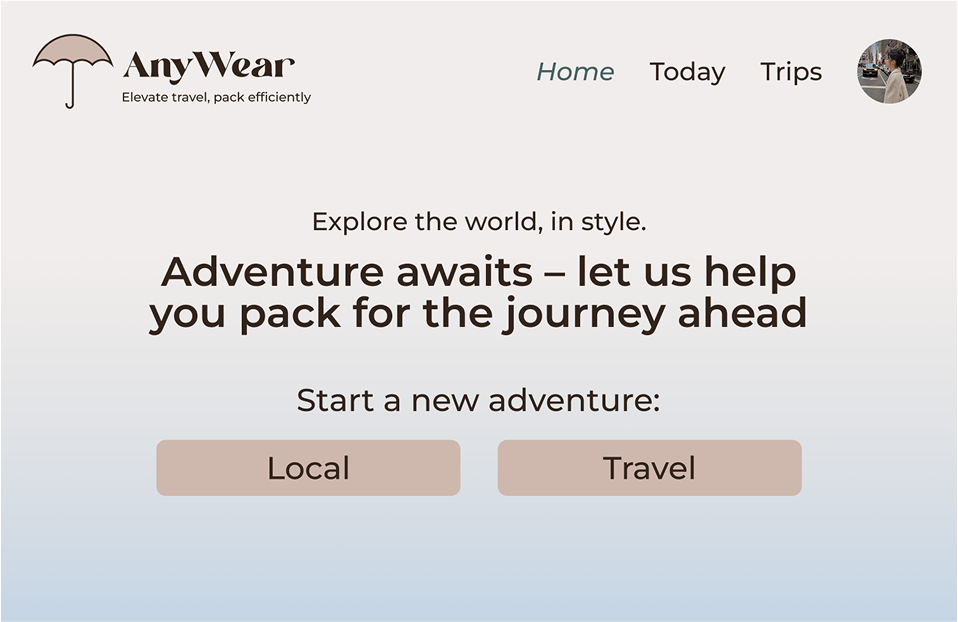 AnyWear
Elevate travel, pack efficiently
Home Today Trips
Explore the world, in style.
Adventure awaits – let us help
you pack for the journey ahead
Start a new adventure:
Local Travel